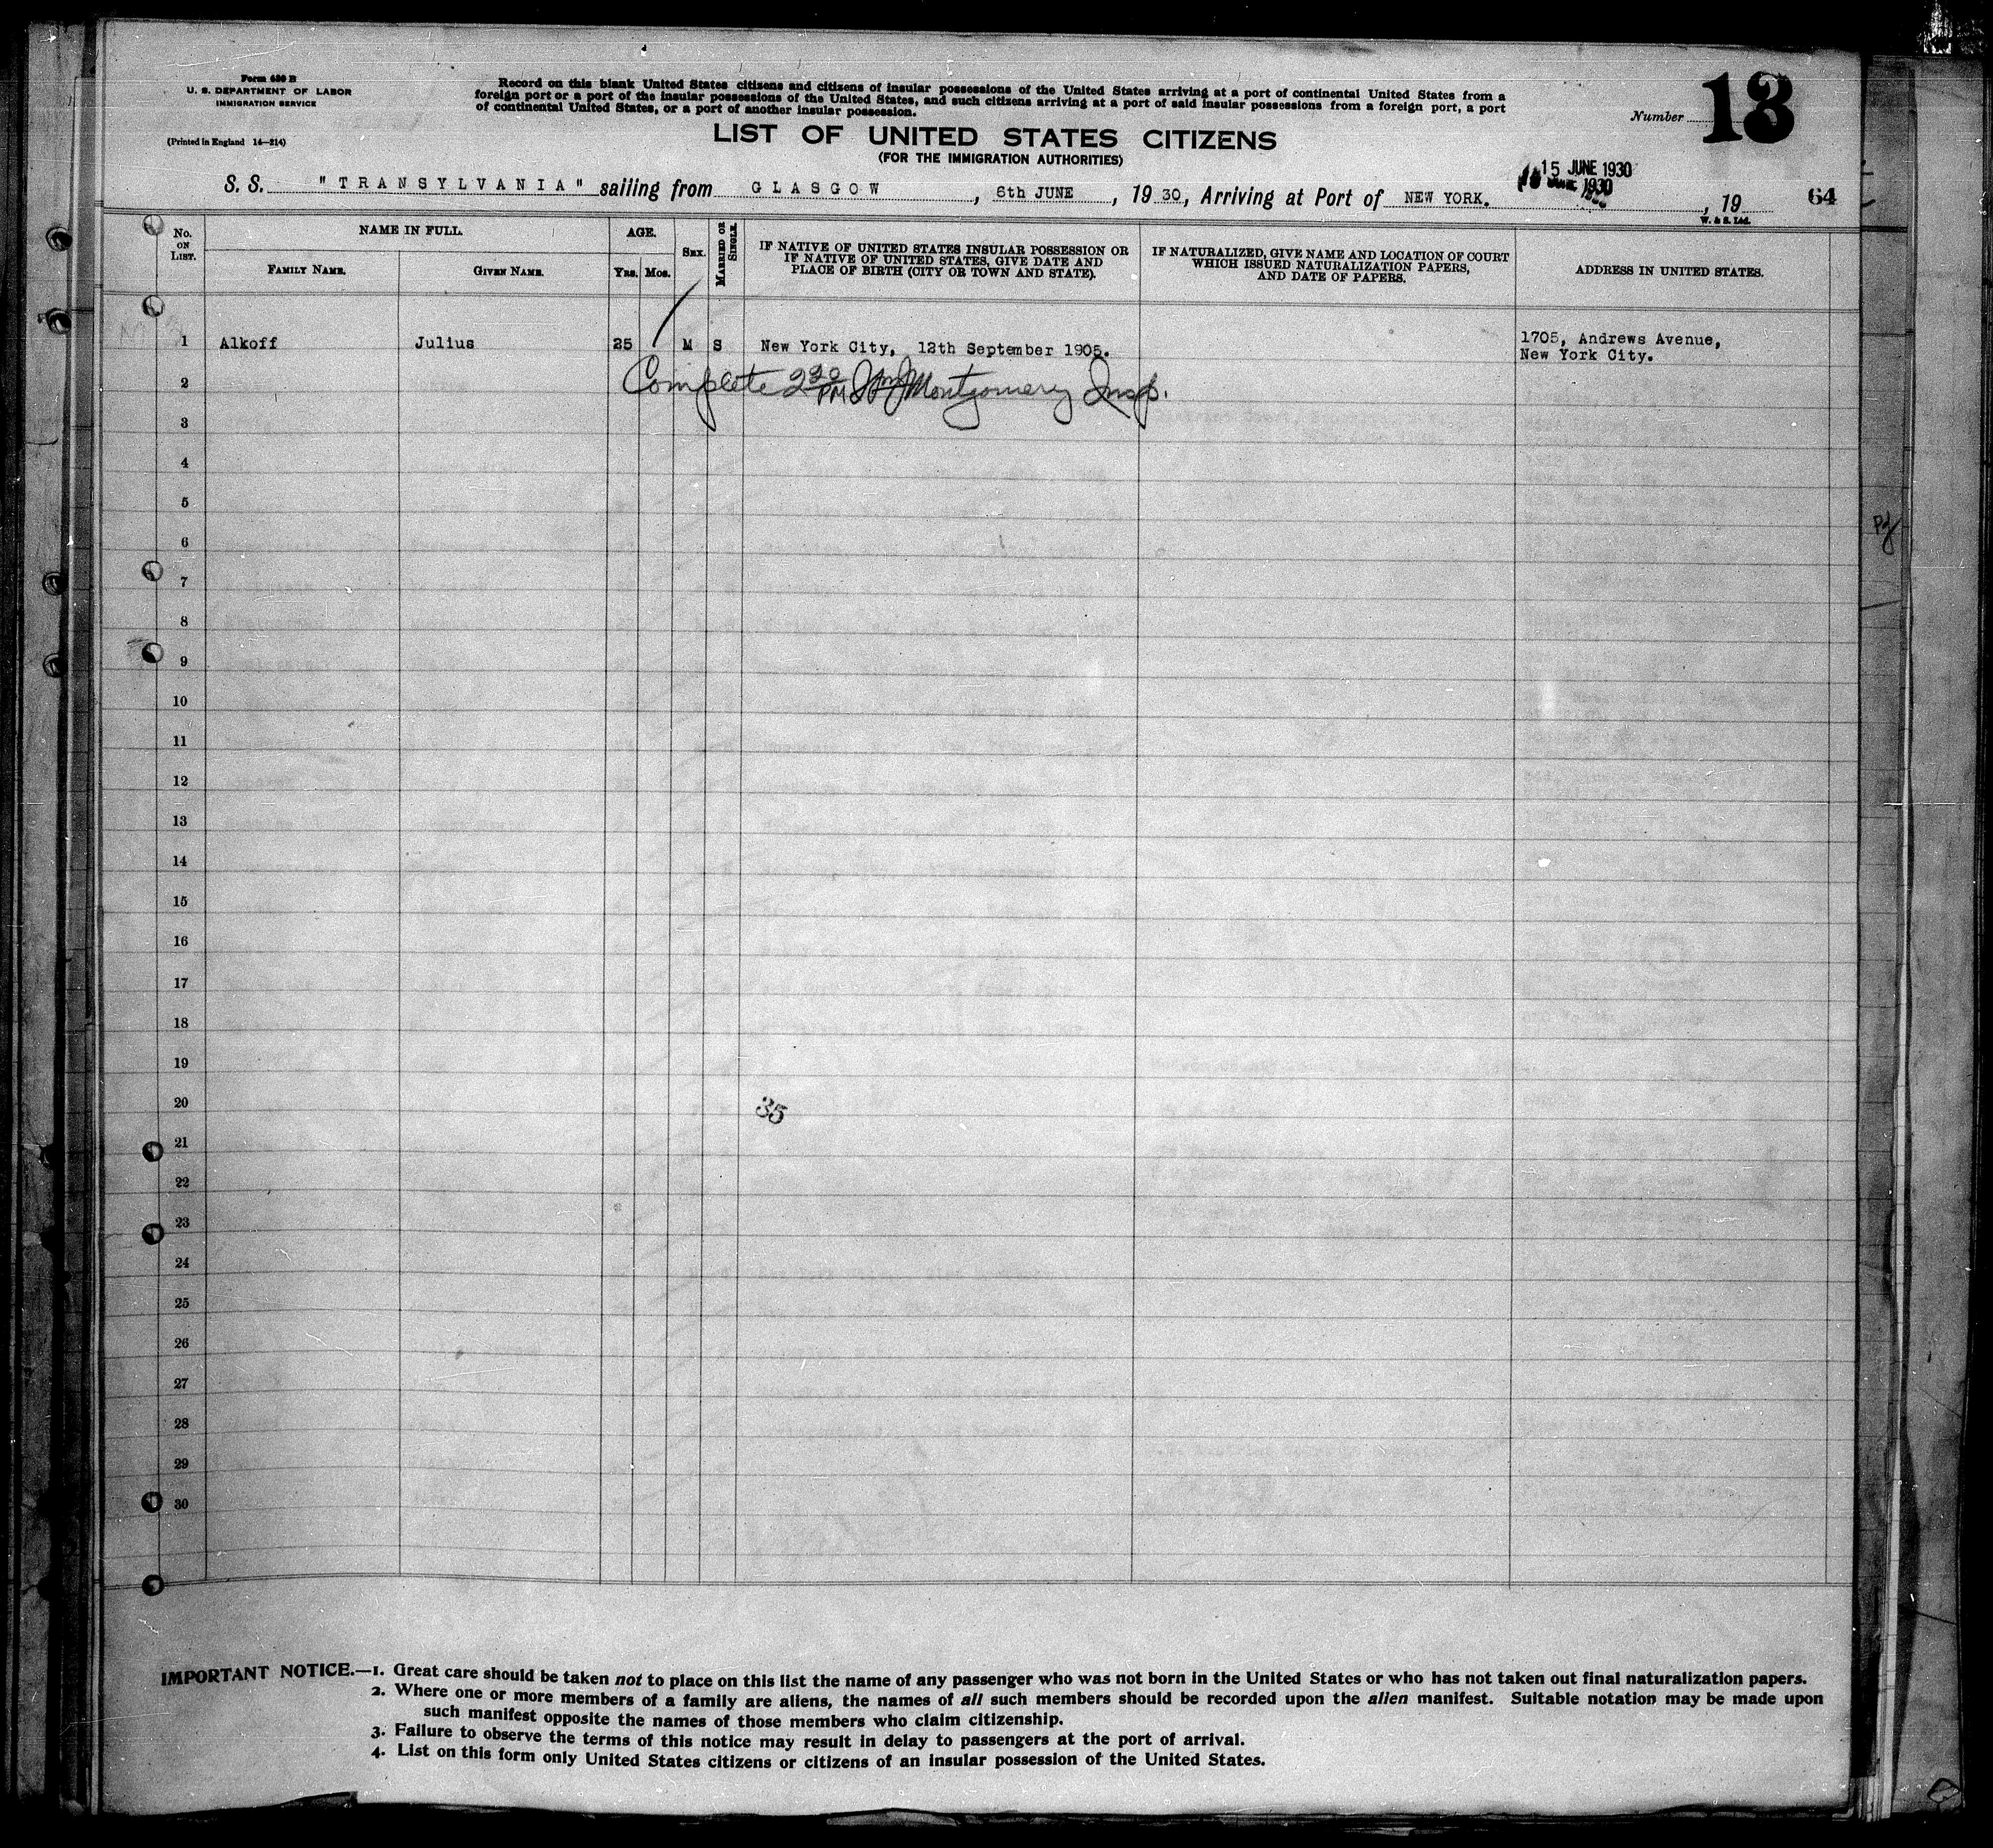 Form 630 B
U. S. DEPARTMENT OF LABOR
IMMIGRATION SERVICE
(Printed in England 14—214)
Record on this blank United States citizens and citizens of insular possessions of the United States arriving at a port of continental United States from a
foreign port or a port of the insular possessions of the United States, and such citizens arriving at a port of said insular possessions from a foreign port, a port
of continental United States, or a port of another insular possession.
Number 13
LIST OF UNITED STATES CITIZENS
(FOR THE IMMIGRATION AUTHORITIES)
15 JUNE 1930
S. S. "TRANSYLVANIA" sailing from GLASGOW, 6th JUNE, 19 30, Arriving at Port of NEW YORK. , 19 64
W. & S. Ltd.
No. ON LIST.
NAME IN FULL.
FAMILY NAME.
GIVEN NAME.
AGE.
Yrs. Mos.
SEX.
MARRIED OR SINGLE.
IF NATIVE OF UNITED STATES INSULAR POSSESSION OR
IF NATIVE OF UNITED STATES, GIVE DATE AND
PLACE OF BIRTH (CITY OR TOWN AND STATE).
IF NATURALIZED, GIVE NAME AND LOCATION OF COURT
WHICH ISSUED NATURALIZATION PAPERS,
AND DATE OF PAPERS.
ADDRESS IN UNITED STATES.
1 Alkoff Julius 25 M S New York City, 12th September 1905. 1705, Andrews Avenue,
New York City.
2 Complete 2 20 PM Montgomery Insp.
3
4
5
6
7
8
9
10
11
12
13
14
15
16
17
18
19
20 35
21
22
23
24
25
26
27
28
29
30
IMPORTANT NOTICE.—1. Great care should be taken not to place on this list the name of any passenger who was not born in the United States or who has not taken out final naturalization papers.
2. Where one or more members of a family are aliens, the names of all such members should be recorded upon the alien manifest. Suitable notation may be made upon
such manifest opposite the names of those members who claim citizenship.
3. Failure to observe the terms of this notice may result in delay to passengers at the port of arrival.
4. List on this form only United States citizens or citizens of an insular possession of the United States.